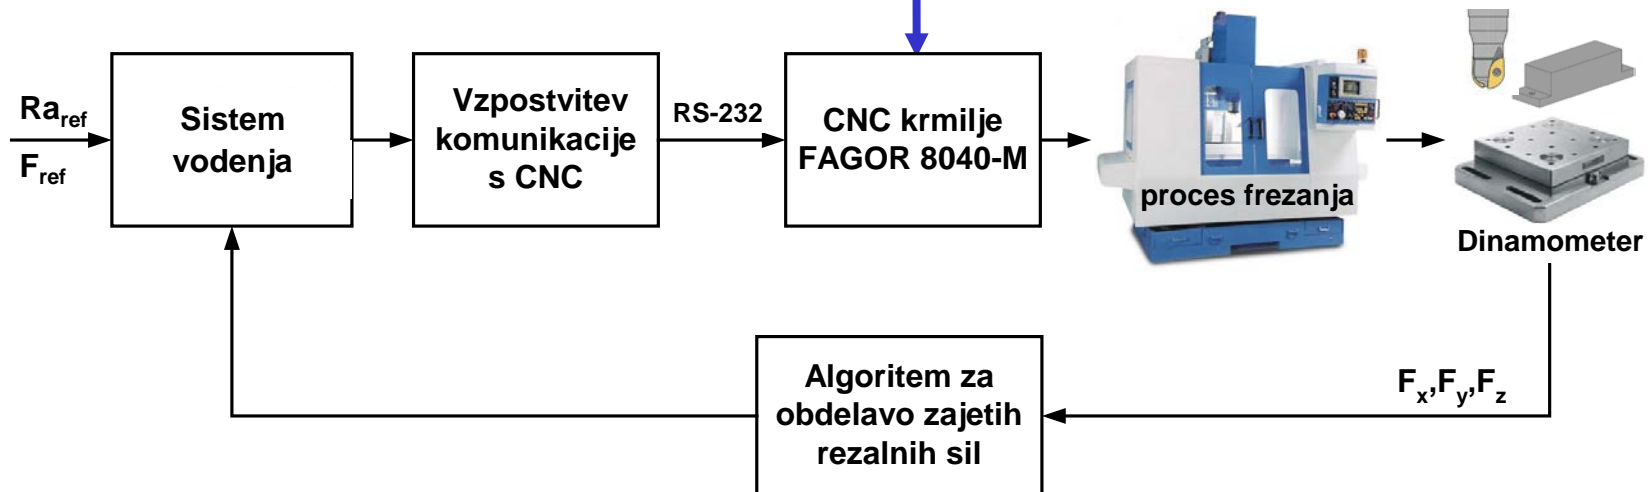 Ra_ref
F_ref
Sistem
vodenja
Vzpostvitev
komunikacije
s CNC
RS-232
CNC krmilje
FAGOR 8040-M
proces frezanja
Dinamometer
F_x,F_y,F_z
Algoritem za
obdelavo zajetih
rezalnih sil